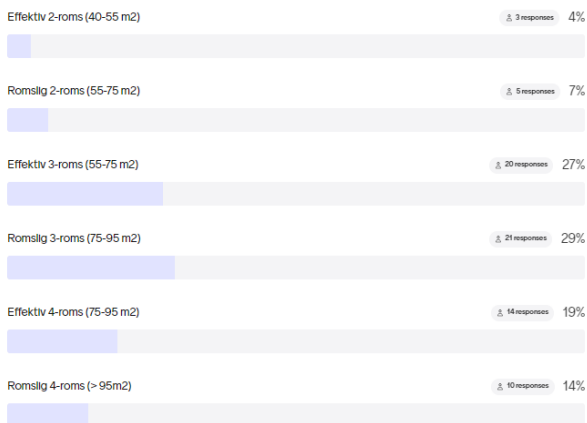 Effektiv 2-roms (40-55 m2) 3 responses 4%
Romslig 2-roms (55-75 m2) 5 responses 7%
Effektiv 3-roms (55-75 m2) 20 responses 27%
Romslig 3-roms (75-95 m2) 21 responses 29%
Effektiv 4-roms (75-95 m2) 14 responses 19%
Romslig 4-roms (> 95m2) 10 responses 14%